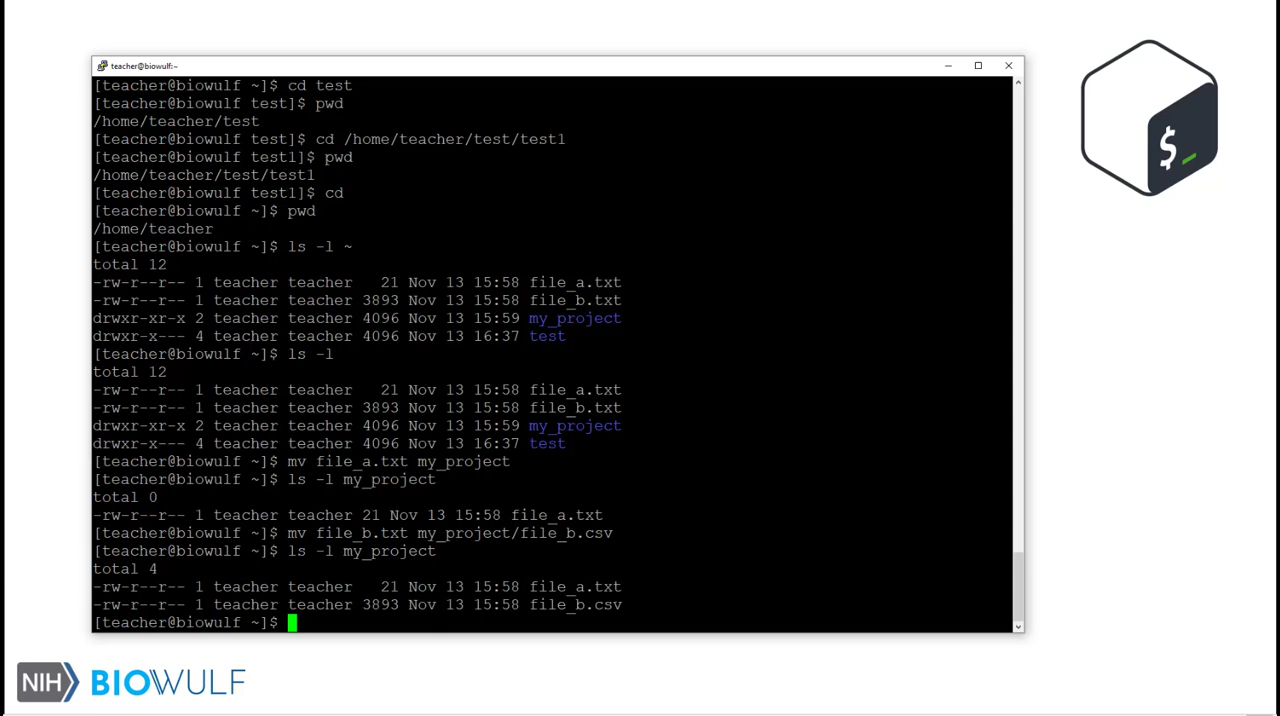 teacher@biowulf:~
[teacher@biowulf ~]$ cd test
[teacher@biowulf test]$ pwd
/home/teacher/test
[teacher@biowulf test]$ cd /home/teacher/test/test1
[teacher@biowulf test1]$ pwd
/home/teacher/test/test1
[teacher@biowulf test1]$ cd
[teacher@biowulf ~]$ pwd
/home/teacher
[teacher@biowulf ~]$ ls -l ~
total 12
-rw-r--r-- 1 teacher teacher   21 Nov 13 15:58 file_a.txt
-rw-r--r-- 1 teacher teacher 3893 Nov 13 15:58 file_b.txt
drwxr-xr-x 2 teacher teacher 4096 Nov 13 15:59 my_project
drwxr-x--- 4 teacher teacher 4096 Nov 13 16:37 test
[teacher@biowulf ~]$ ls -l
total 12
-rw-r--r-- 1 teacher teacher   21 Nov 13 15:58 file_a.txt
-rw-r--r-- 1 teacher teacher 3893 Nov 13 15:58 file_b.txt
drwxr-xr-x 2 teacher teacher 4096 Nov 13 15:59 my_project
drwxr-x--- 4 teacher teacher 4096 Nov 13 16:37 test
[teacher@biowulf ~]$ mv file_a.txt my_project
[teacher@biowulf ~]$ ls -l my_project
total 0
-rw-r--r-- 1 teacher teacher 21 Nov 13 15:58 file_a.txt
[teacher@biowulf ~]$ mv file_b.txt my_project/file_b.csv
[teacher@biowulf ~]$ ls -l my_project
total 4
-rw-r--r-- 1 teacher teacher   21 Nov 13 15:58 file_a.txt
-rw-r--r-- 1 teacher teacher 3893 Nov 13 15:58 file_b.csv
[teacher@biowulf ~]$
$_
NIH BIOWULF